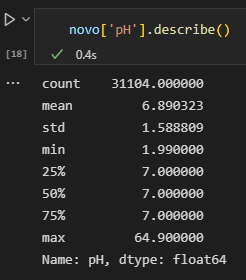 novo['pH'].describe()
[18] 0.4s
count 31104.000000
mean 6.890323
std 1.588809
min 1.990000
25% 7.000000
50% 7.000000
75% 7.000000
max 64.900000
Name: pH, dtype: float64